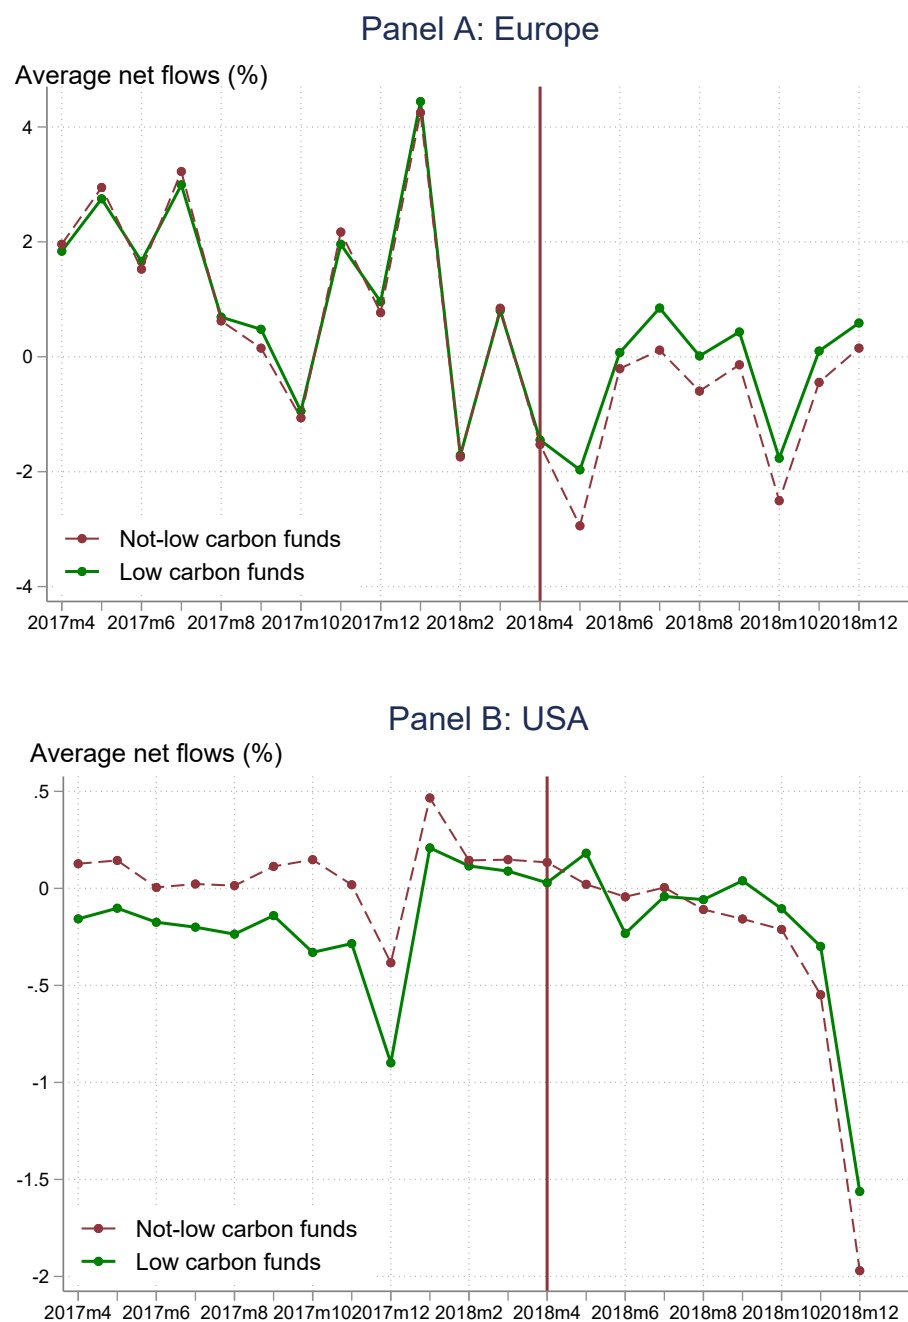 Panel A: Europe
Average net flows (%)
4
2
0
-2
-4
Not-low carbon funds
Low carbon funds
2017m4 2017m6 2017m8 2017m10 2017m12 2018m2 2018m4 2018m6 2018m8 2018m10 2018m12
Panel B: USA
Average net flows (%)
.5
0
-.5
-1
-1.5
-2
Not-low carbon funds
Low carbon funds
2017m4 2017m6 2017m8 2017m10 2017m12 2018m2 2018m4 2018m6 2018m8 2018m10 2018m12